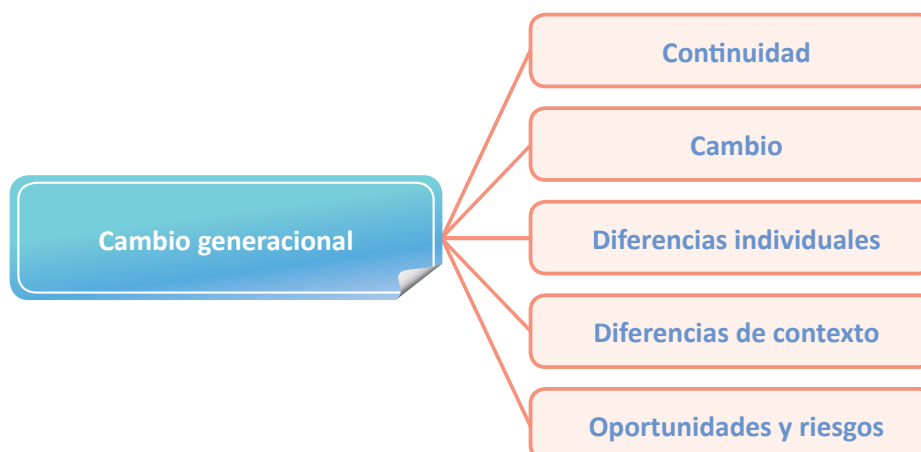 Cambio generacional
Continuidad
Cambio
Diferencias individuales
Diferencias de contexto
Oportunidades y riesgos